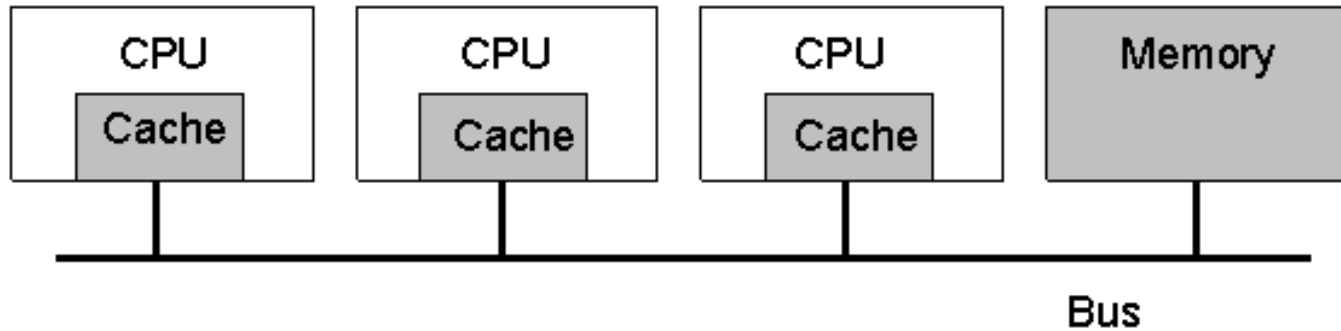 CPU
Cache
CPU
Cache
CPU
Cache
Memory
Bus